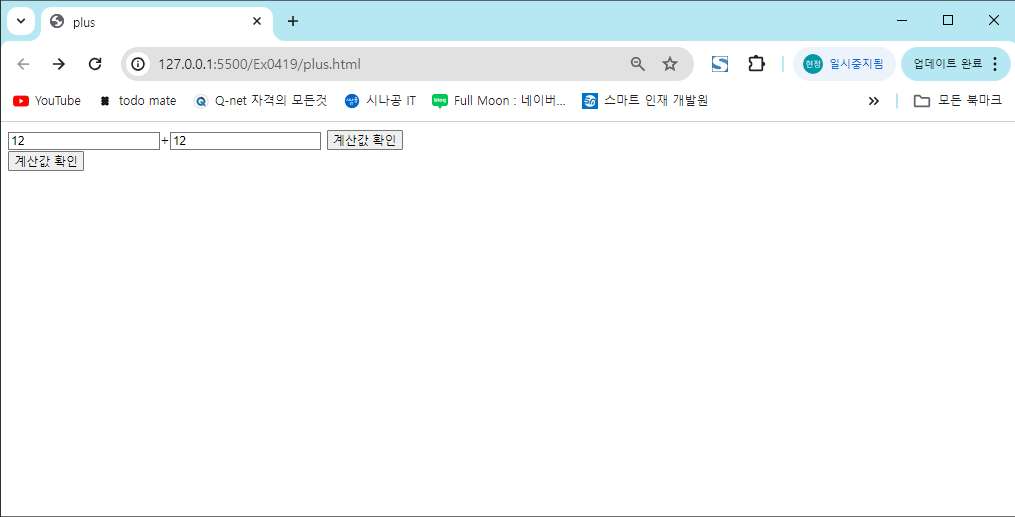 plus
127.0.0.1:5500/Ex0419/plus.html 현정 일시중지됨 업데이트 완료
YouTube todo mate Q-net 자격의 모든것 시나공 IT blog Full Moon : 네이버... 스마트 인재 개발원 모든 북마크
12 + 12 계산값 확인
계산값 확인